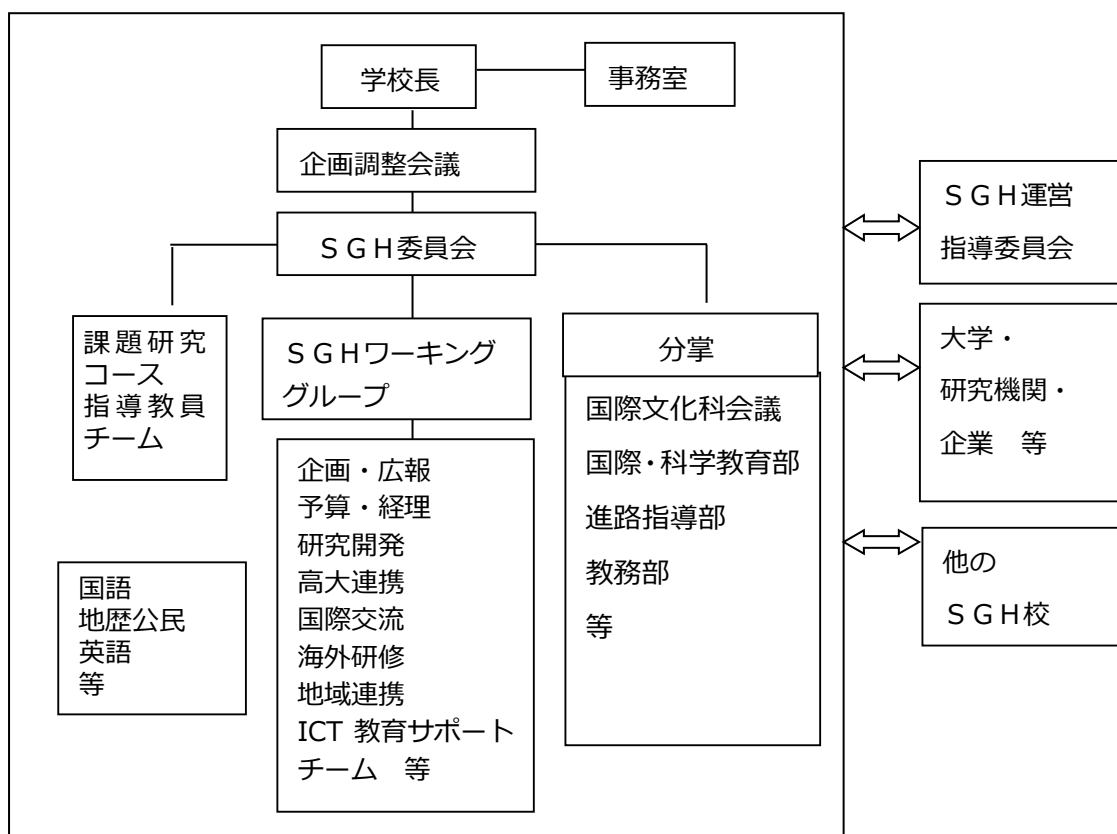 学校長
事務室
企画調整会議
ＳＧＨ委員会
課題研究
コース
指導教員
チーム
ＳＧＨワーキング
グループ
分掌
国語
地歴公民
英語
等
企画・広報
予算・経理
研究開発
高大連携
国際交流
海外研修
地域連携
ICT 教育サポート
チーム　等
国際文化科会議
国際・科学教育部
進路指導部
教務部
等
ＳＧＨ運営
指導委員会
大学・
研究機関・
企業　等
他の
ＳＧＨ校